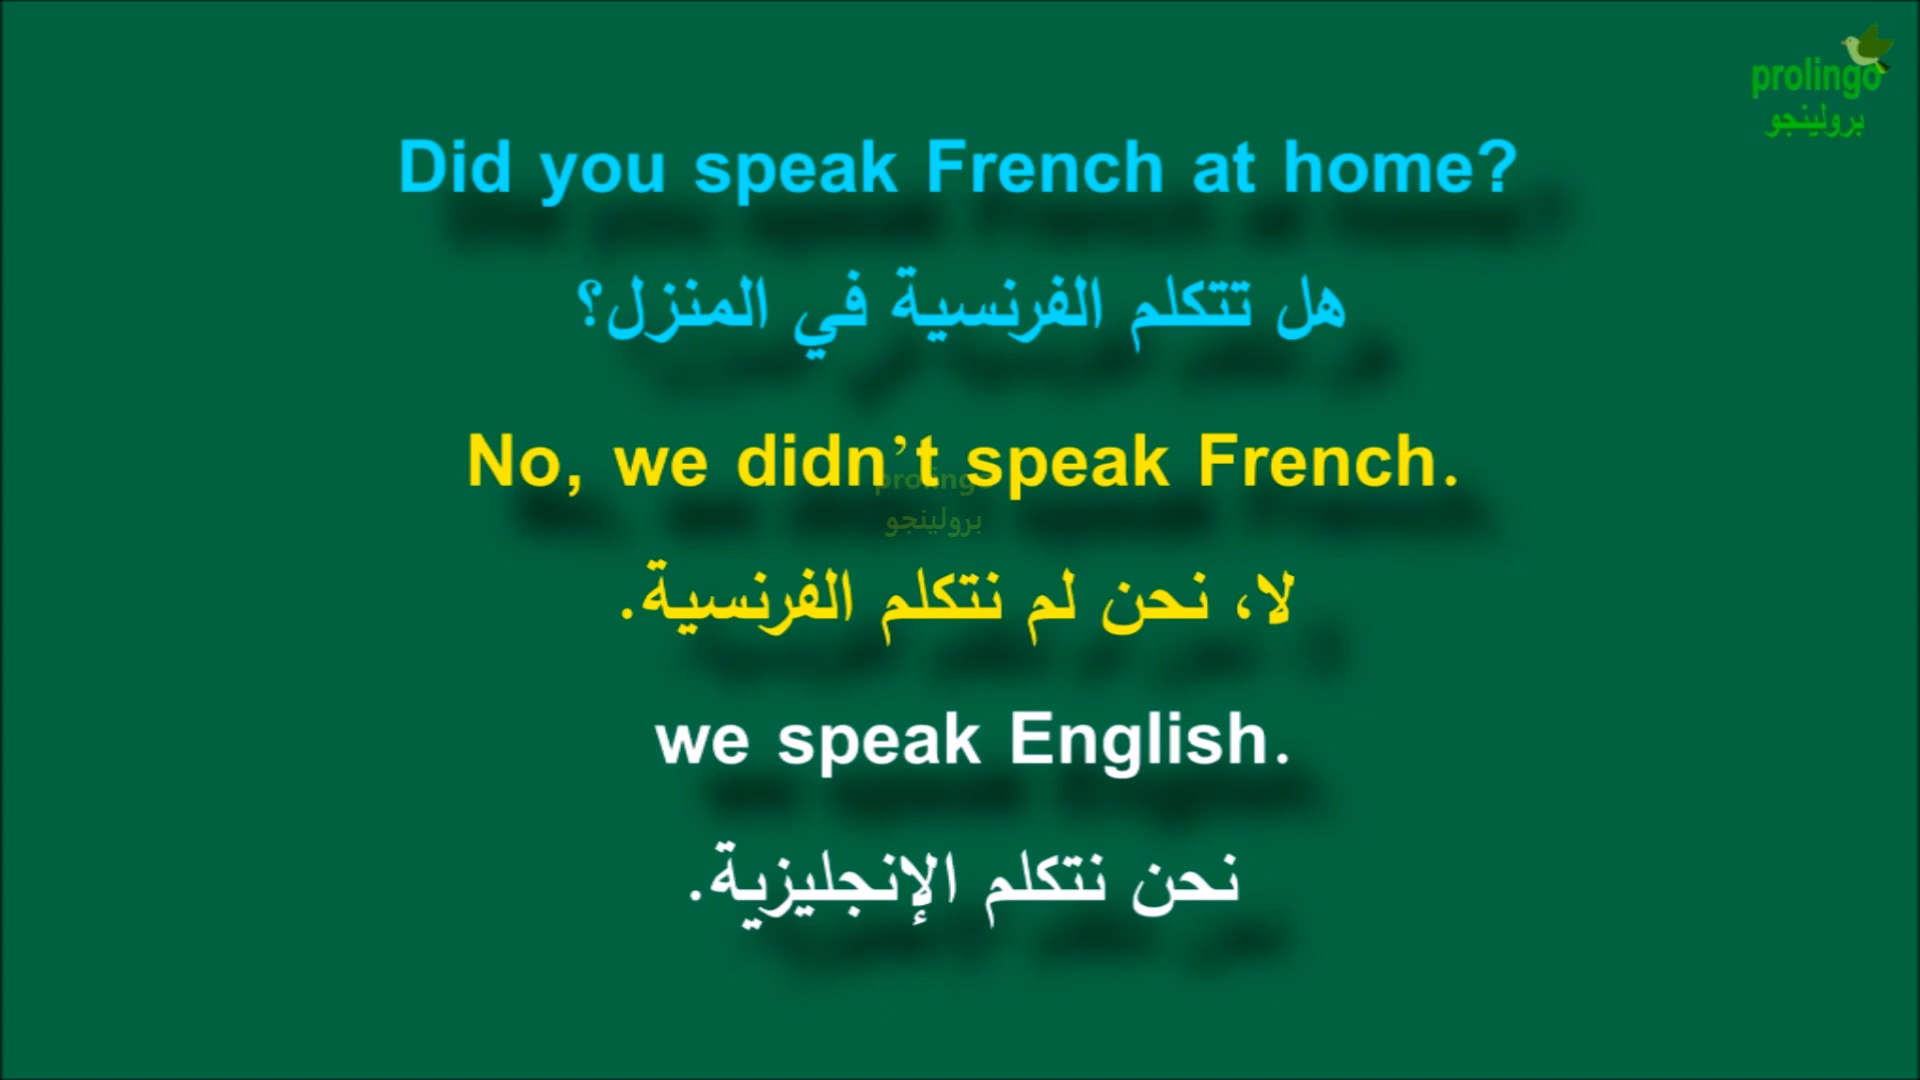 prolingo
برولينجو
Did you speak French at home?
هل تتكلم الفرنسية في المنزل؟
No, we didn’t speak French.
prolingo
برولينجو
لا، نحن لم نتكلم الفرنسية.
we speak English.
نحن نتكلم الإنجليزية.